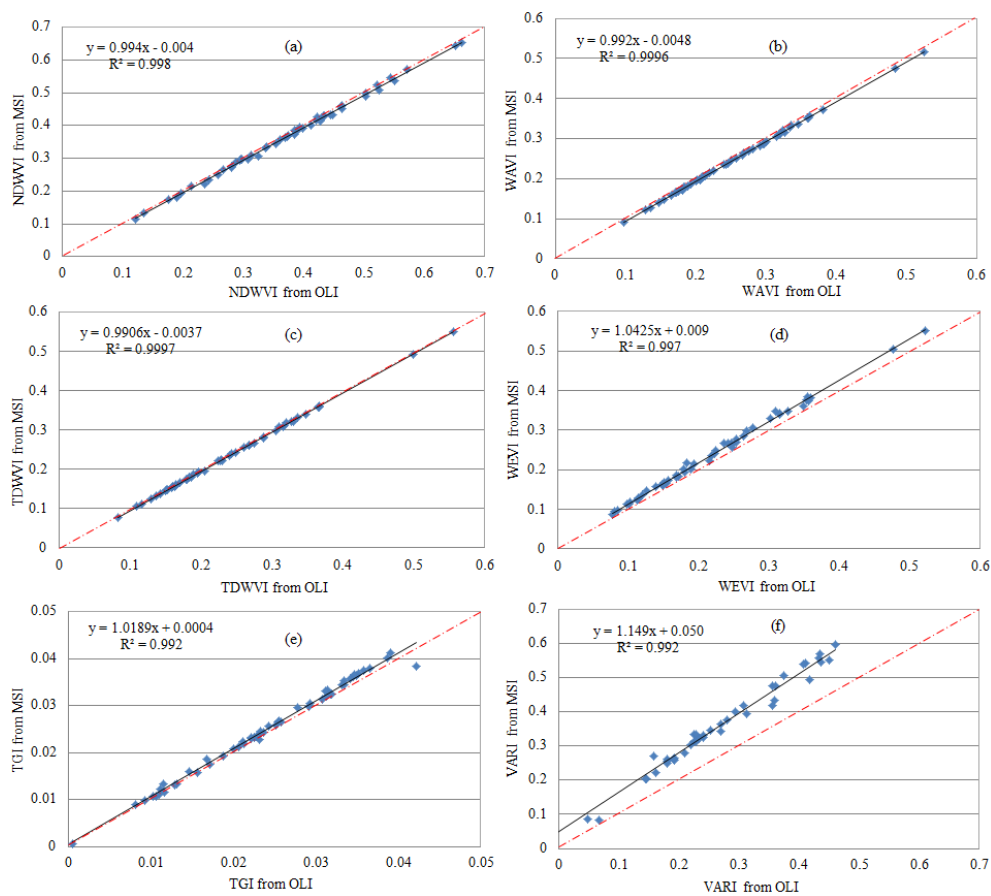 (a)
y = 0.994x - 0.004
R² = 0.998
0.7
0.6
0.5
0.4
0.3
0.2
0.1
0
NDWVI from MSI
0 0.1 0.2 0.3 0.4 0.5 0.6 0.7
NDWVI from OLI
(b)
y = 0.992x - 0.0048
R² = 0.9996
0.6
0.5
0.4
0.3
0.2
0.1
0
WAVI from MSI
0 0.1 0.2 0.3 0.4 0.5 0.6
WAVI from OLI
(c)
y = 0.9906x - 0.0037
R² = 0.9997
0.6
0.5
0.4
0.3
0.2
0.1
0
TDWVI from MSI
0 0.1 0.2 0.3 0.4 0.5 0.6
TDWVI from OLI
(d)
y = 1.0425x + 0.009
R² = 0.997
0.6
0.5
0.4
0.3
0.2
0.1
0
WEVI from MSI
0 0.1 0.2 0.3 0.4 0.5 0.6
WEVI from OLI
(e)
y = 1.0189x + 0.0004
R² = 0.992
0.05
0.04
0.03
0.02
0.01
0
TGI from MSI
0 0.01 0.02 0.03 0.04 0.05
TGI from OLI
(f)
y = 1.149x + 0.050
R² = 0.992
0.7
0.6
0.5
0.4
0.3
0.2
0.1
0
VARI from MSI
0 0.1 0.2 0.3 0.4 0.5 0.6 0.7
VARI from OLI